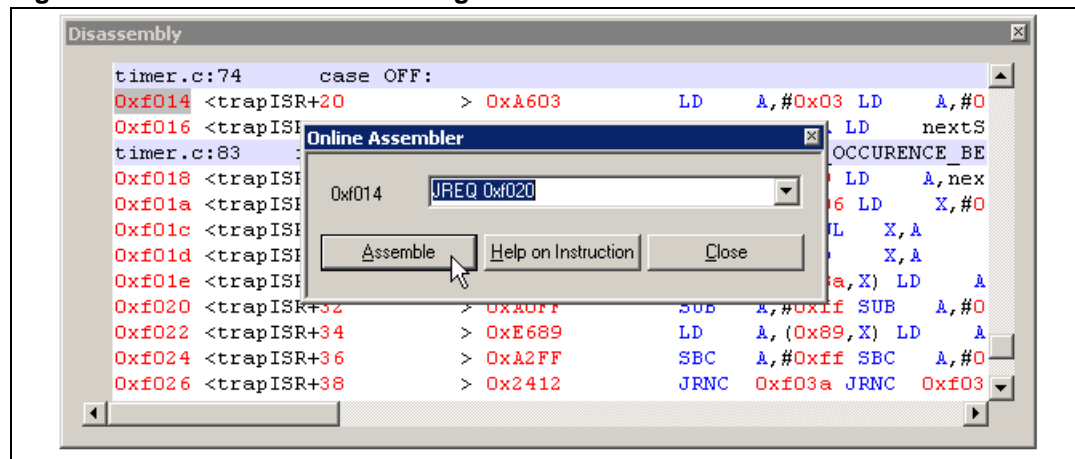 Disassembly
timer.c:74 case OFF:
0xf014 <trapISR+20 > 0xA603 LD A,#0x03 LD A,#0
0xf016 <trapISR LD nextS
Online Assembler
timer.c:83 OCCURENCE_BE
0xf018 <trapISR LD A,nex
0xf014 JREQ 0xf020
0xf01a <trapISR 6 LD X,#0
0xf01c <trapISR X,A
Assemble Help on Instruction Close
0xf01d <trapISR X,A
0xf01e <trapISR a,X) LD A
0xf020 <trapISR+32 > 0xA0FF SUB A,#0xff SUB A,#0
0xf022 <trapISR+34 > 0xE689 LD A,(0x89,X) LD A
0xf024 <trapISR+36 > 0xA2FF SBC A,#0xff SBC A,#0
0xf026 <trapISR+38 > 0x2412 JRNC 0xf03a JRNC 0xf03